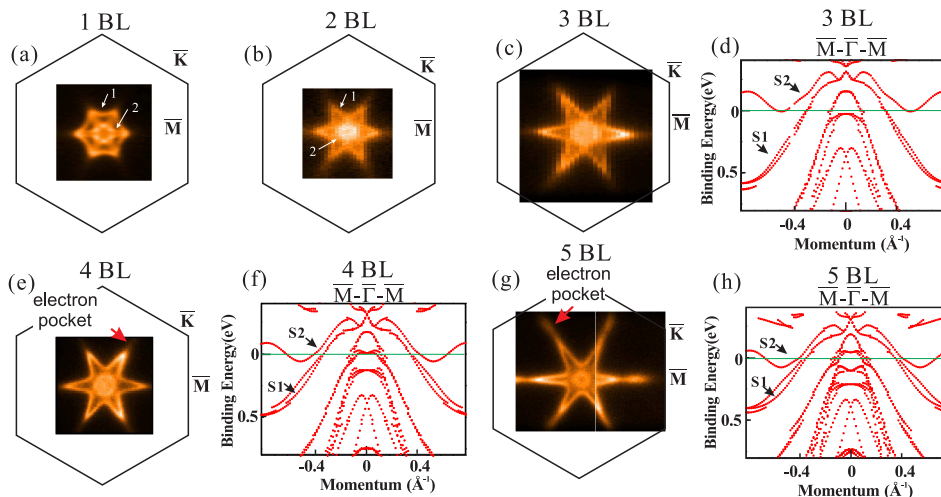 1 BL
(a)
K
M
1
2
2 BL
(b)
K
M
1
2
3 BL
(c)
K
M
3 BL
(d)
M-Γ-M
S2
S1
0
0.5
Binding Energy(eV)
-0.4
0
0.4
Momentum (Å-1)
4 BL
(e)
electron
pocket
K
M
4 BL
(f)
M-Γ-M
S2
S1
0
0.5
Binding Energy(eV)
-0.4
0
0.4
Momentum (Å-1)
5 BL
(g)
electron
pocket
K
M
5 BL
(h)
M-Γ-M
S2
S1
0
0.5
Binding Energy(eV)
-0.4
0
0.4
Momentum (Å-1)